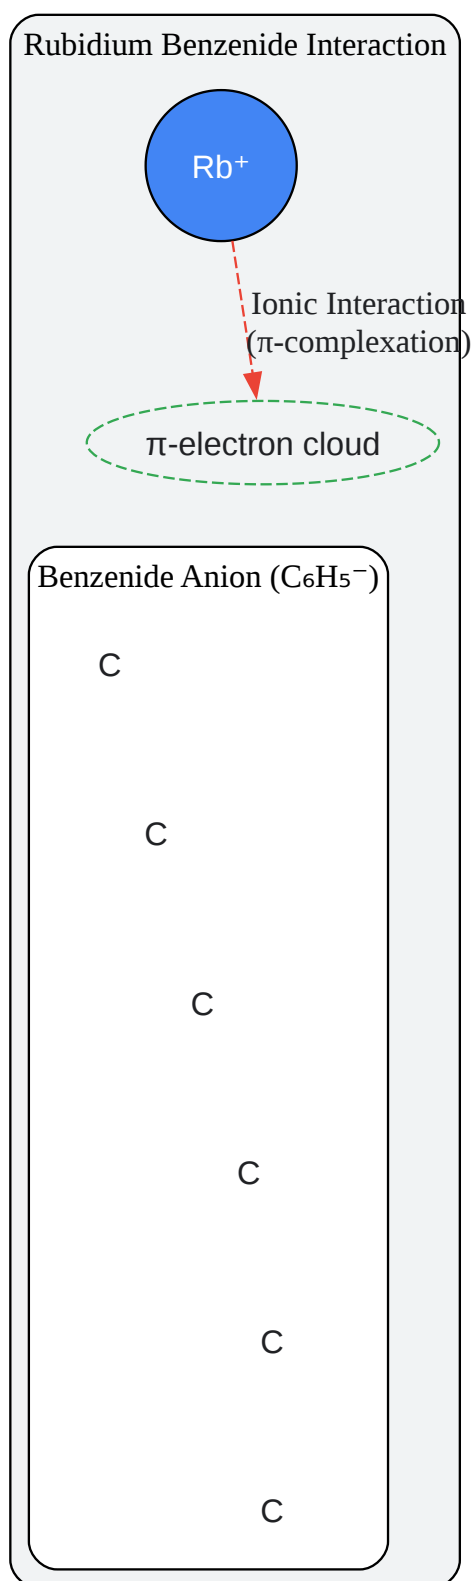 Rubidium Benzenide Interaction
Rb⁺
Ionic Interaction
(π-complexation)
π-electron cloud
Benzenide Anion (C₆H₅⁻)
C
C
C
C
C
C